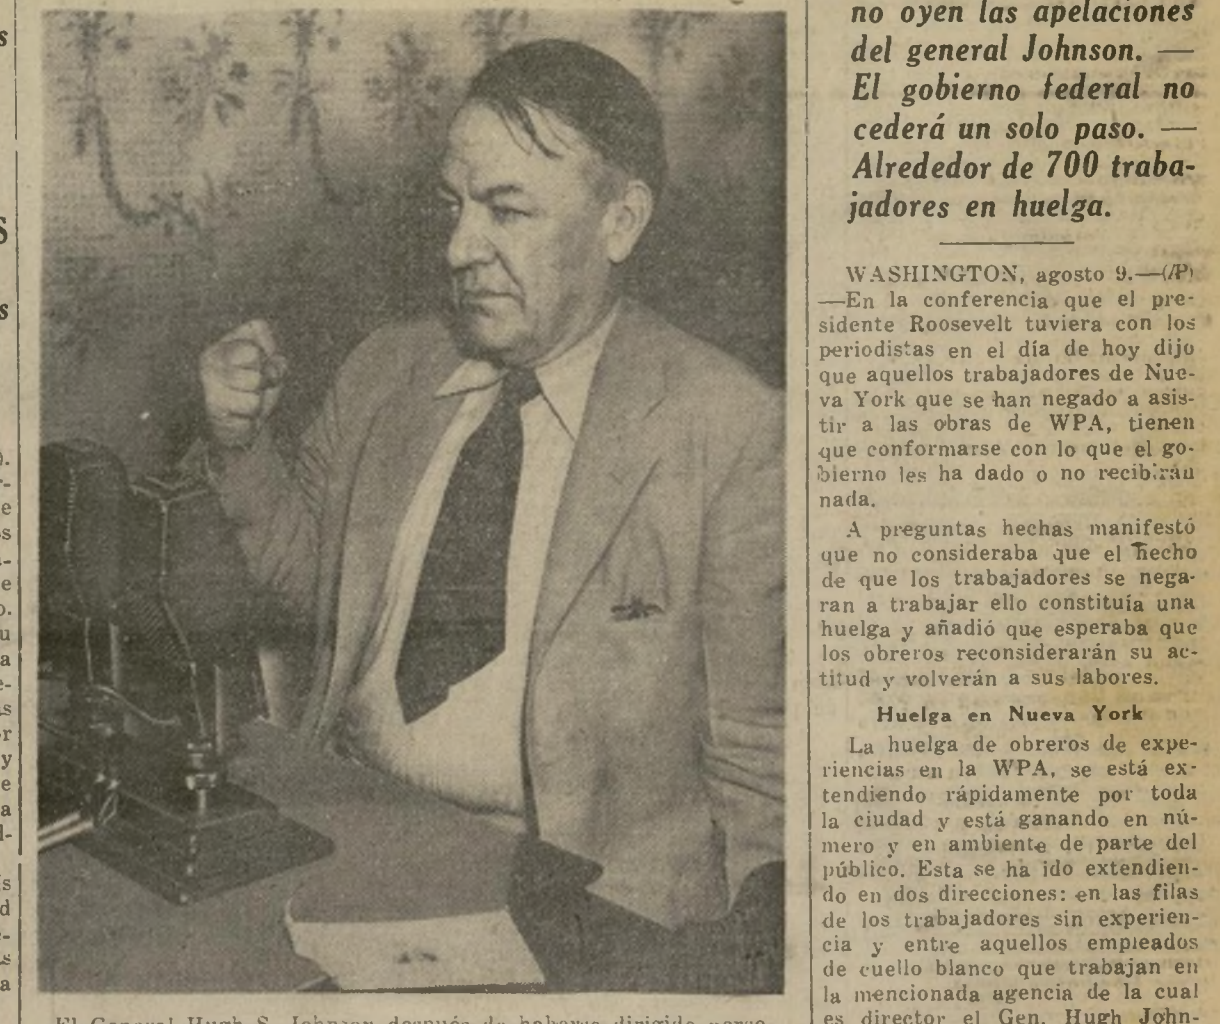 no oyen las apelaciones
del general Johnson. —
El gobierno federal no
cederá un solo paso. —
Alrededor de 700 traba-
jadores en huelga.
WASHINGTON, agosto 9.—(AP)
—En la conferencia que el pre-
sidente Roosevelt tuviera con los
periodistas en el día de hoy dijo
que aquellos trabajadores de Nue-
va York que se han negado a asis-
tir a las obras de WPA, tienen
que conformarse con lo que el go-
bierno les ha dado o no recibirán
nada.
A preguntas hechas manifestó
que no consideraba que el hecho
de que los trabajadores se nega-
ran a trabajar ello constituía una
huelga y añadió que esperaba que
los obreros reconsiderarán su ac-
titud y volverán a sus labores.
Huelga en Nueva York
La huelga de obreros de expe-
riencias en la WPA, se está ex-
tendiendo rápidamente por toda
la ciudad y está ganando en nú-
mero y en ambiente de parte del
público. Esta se ha ido extendien-
do en dos direcciones: en las filas
de los trabajadores sin experien-
cia y entre aquellos empleados
de cuello blanco que trabajan en
la mencionada agencia de la cual
es director el Gen. Hugh John-
El General Hugh S. Johnson después de haberse dirigido